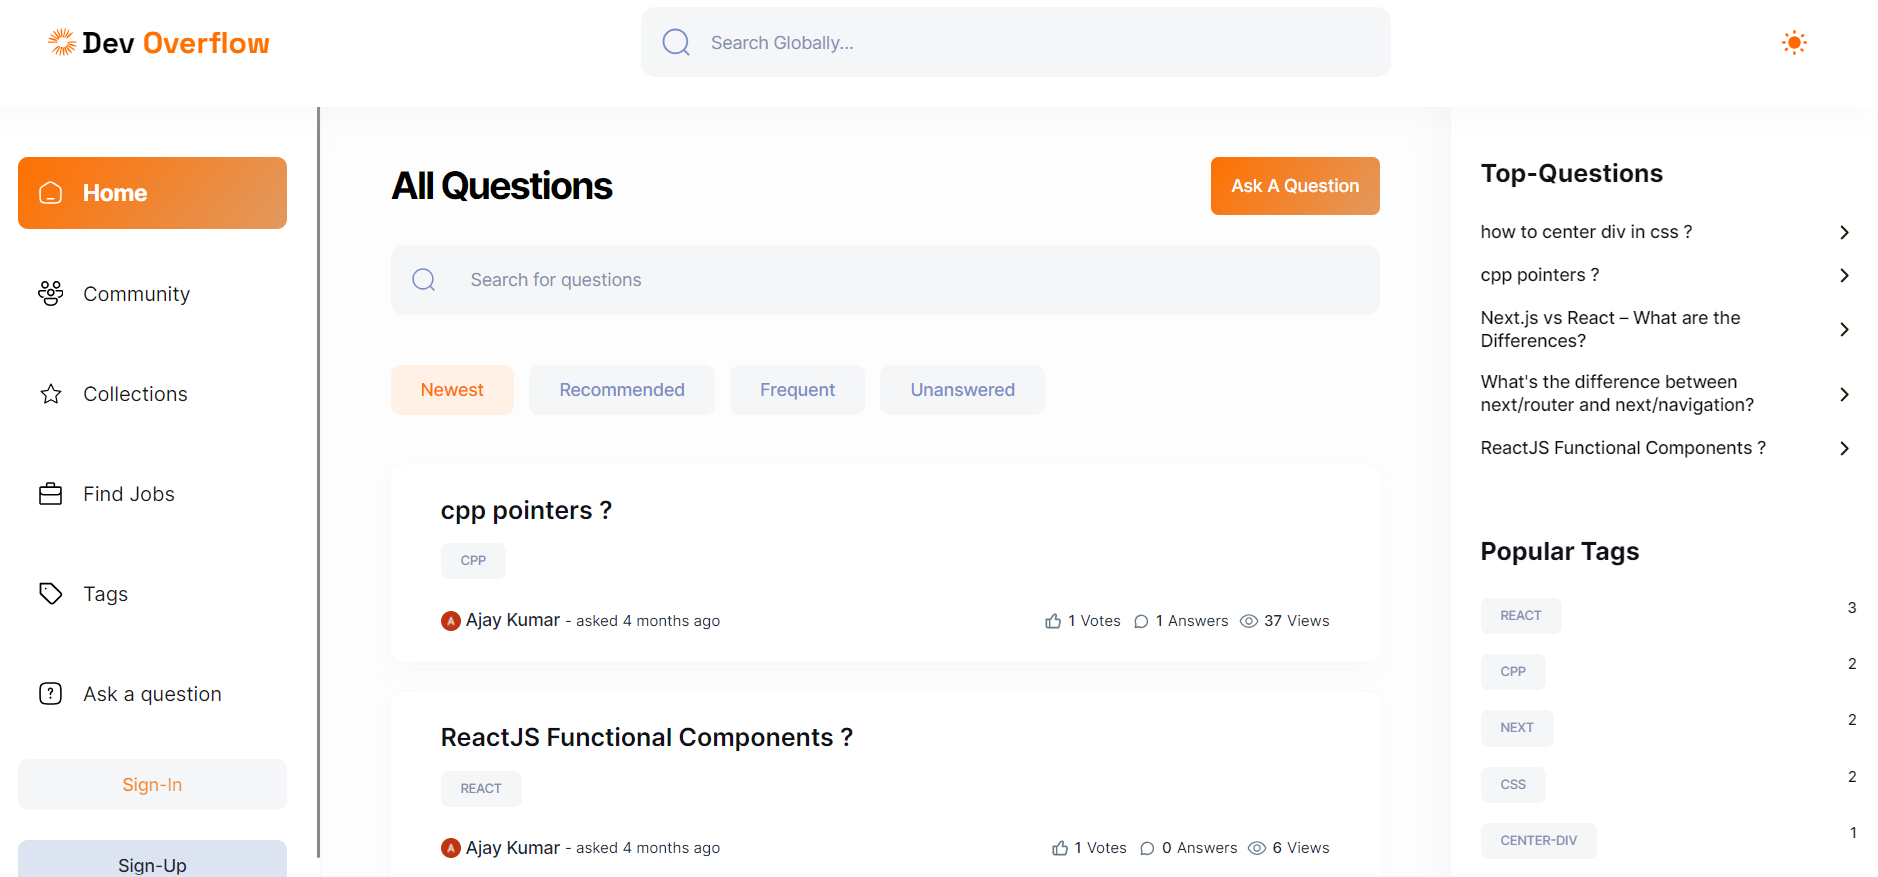 Dev Overflow
Search Globally...
Home
Community
Collections
Find Jobs
Tags
Ask a question
Sign-In
Sign-Up
All Questions
Ask A Question
Search for questions
Newest
Recommended
Frequent
Unanswered
cpp pointers ?
CPP
A Ajay Kumar - asked 4 months ago
1 Votes 1 Answers 37 Views
ReactJS Functional Components ?
REACT
A Ajay Kumar - asked 4 months ago
1 Votes 0 Answers 6 Views
Top-Questions
how to center div in css ?
cpp pointers ?
Next.js vs React – What are the
Differences?
What's the difference between
next/router and next/navigation?
ReactJS Functional Components ?
Popular Tags
REACT 3
CPP 2
NEXT 2
CSS 2
CENTER-DIV 1